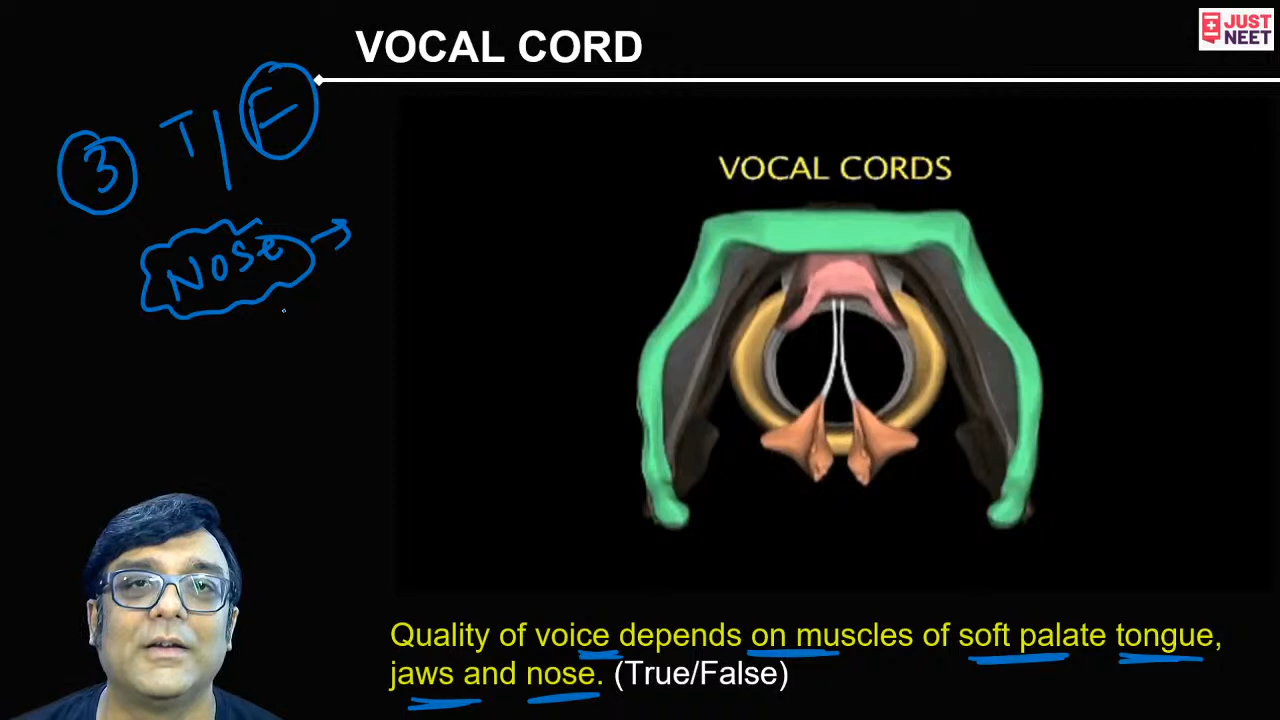 VOCAL CORD
JUST
NEET
3 T/F
Nose →
VOCAL CORDS
Quality of voice depends on muscles of soft palate tongue,
jaws and nose. (True/False)